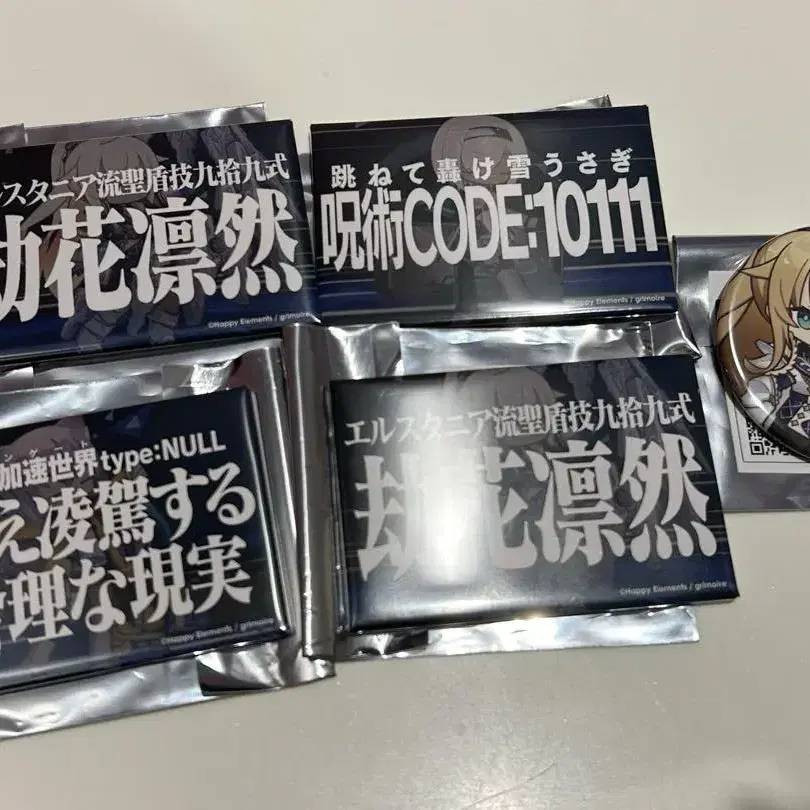 ルスタニア流聖盾技九拾九式
劫花凛然
©Happy Elements / grimoire
跳ねて轟け雪うさぎ
呪術CODE:10111
©Happy Elements / grimoire
加速世界type:NULL
え凌駕する
理な現実
©Happy Elements / grimoire
エルスタニア流聖盾技九拾九式
劫花凛然
©Happy Elements / grimoire